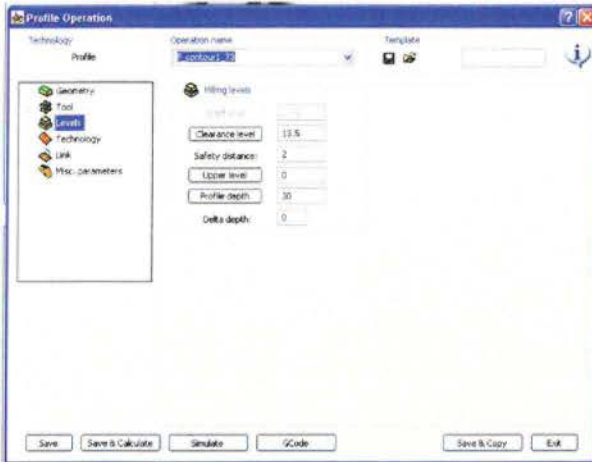 Profile Operation
Technology
Operation name
Template
Profile
Geometry
Tool
Levels
Technology
Link
Misc. parameters
Milling levels
Clearance level 13.5
Safety distance: 2
Upper level 0
Profile depth 30
Delta depth: 0
Save
Save & Calculate
Simulate
GCode
Save & Copy
Exit